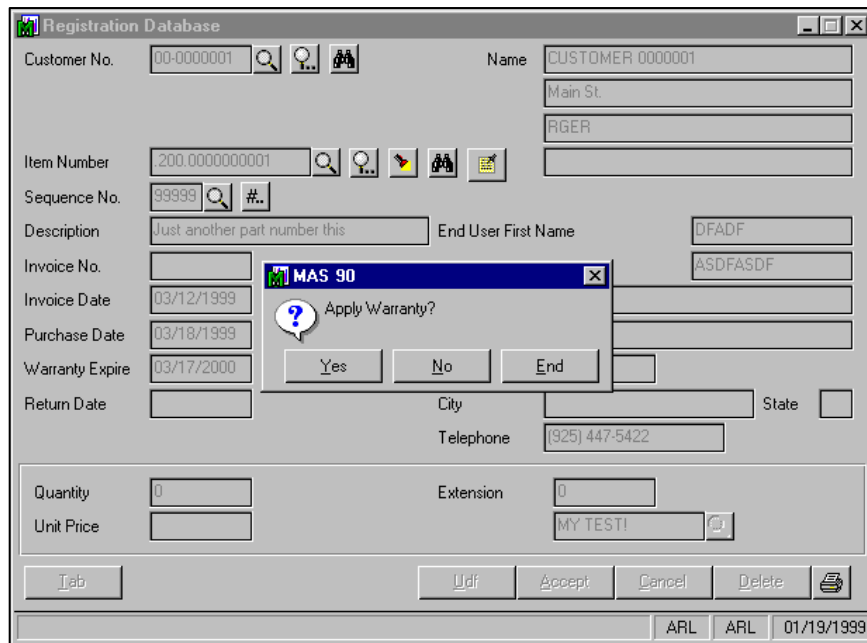 Registration Database
Customer No. 00-0000001 Name CUSTOMER 0000001
Main St.
RGER
Item Number .200.0000000001
Sequence No. 99999 #..
Description Just another part number this End User First Name DFADF
Invoice No. ASDFASDF
MAS 90
Invoice Date 03/12/1999
Apply Warranty?
Purchase Date 03/18/1999
Warranty Expire 03/17/2000
Yes No End
Return Date City State
Telephone (925) 447-5422
Quantity 0 Extension 0
Unit Price MY TEST!
Tab Udf Accept Cancel Delete
ARL ARL 01/19/1999